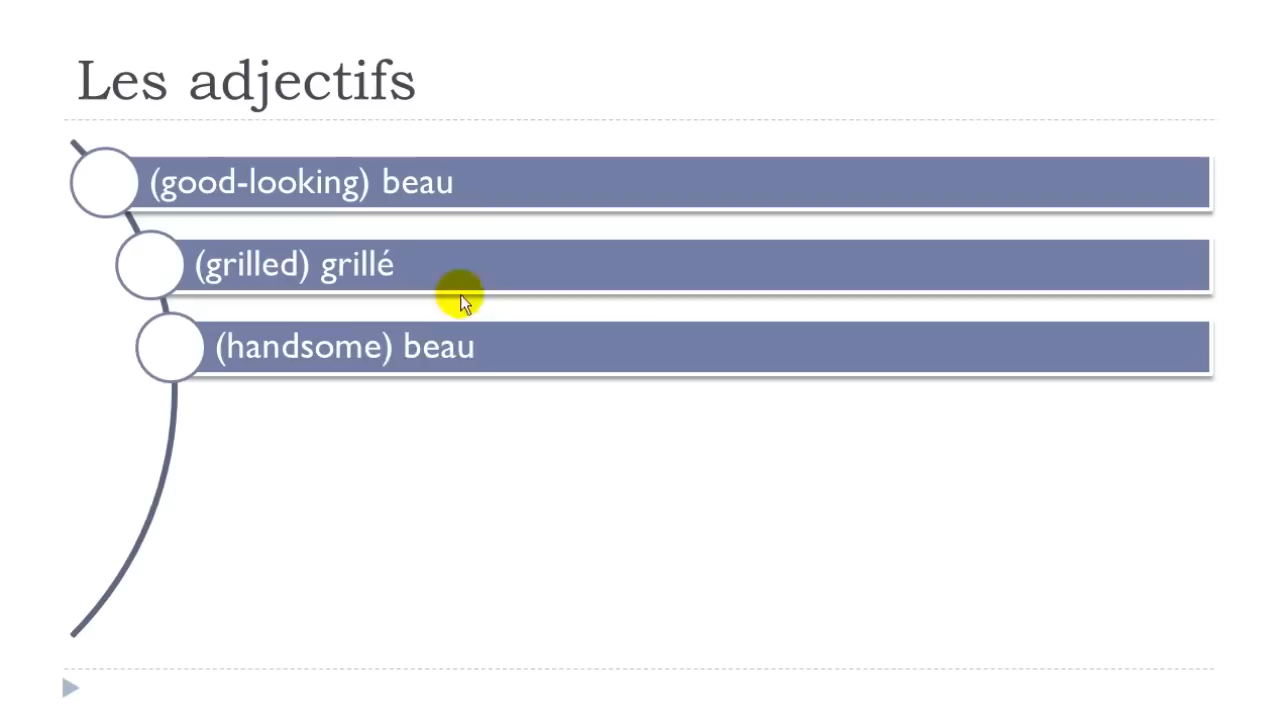 Les adjectifs
(good-looking) beau
(grilled) grillé
(handsome) beau